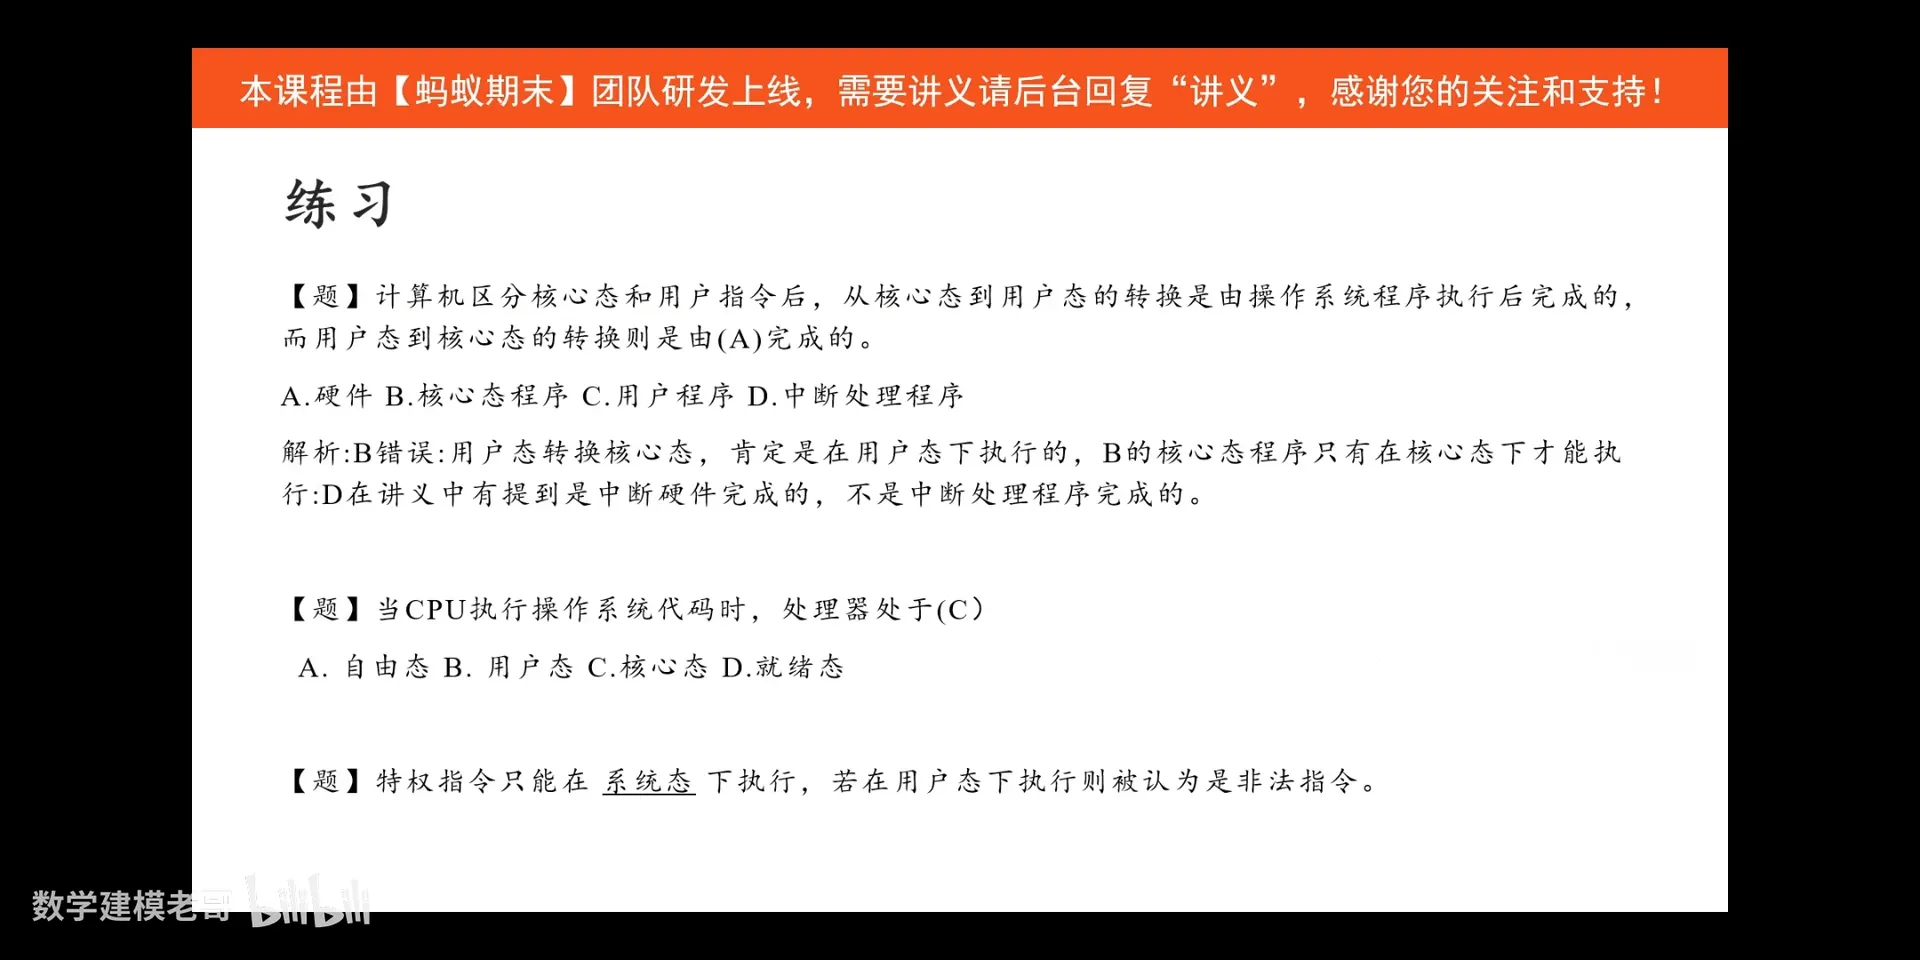 本课程由【蚂蚁期末】团队研发上线，需要讲义请后台回复“讲义”，感谢您的关注和支持！
练习
【题】计算机区分核心态和用户指令后，从核心态到用户态的转换是由操作系统程序执行后完成的，
而用户态到核心态的转换则是由(A)完成的。
A.硬件 B.核心态程序 C.用户程序 D.中断处理程序
解析:B错误:用户态转换核心态，肯定是在用户态下执行的，B的核心态程序只有在核心态下才能执
行:D在讲义中有提到是中断硬件完成的，不是中断处理程序完成的。
【题】当CPU执行操作系统代码时，处理器处于(C）
A. 自由态 B. 用户态 C.核心态 D.就绪态
【题】特权指令只能在 系统态 下执行，若在用户态下执行则被认为是非法指令。
数学建模老哥 bilibili